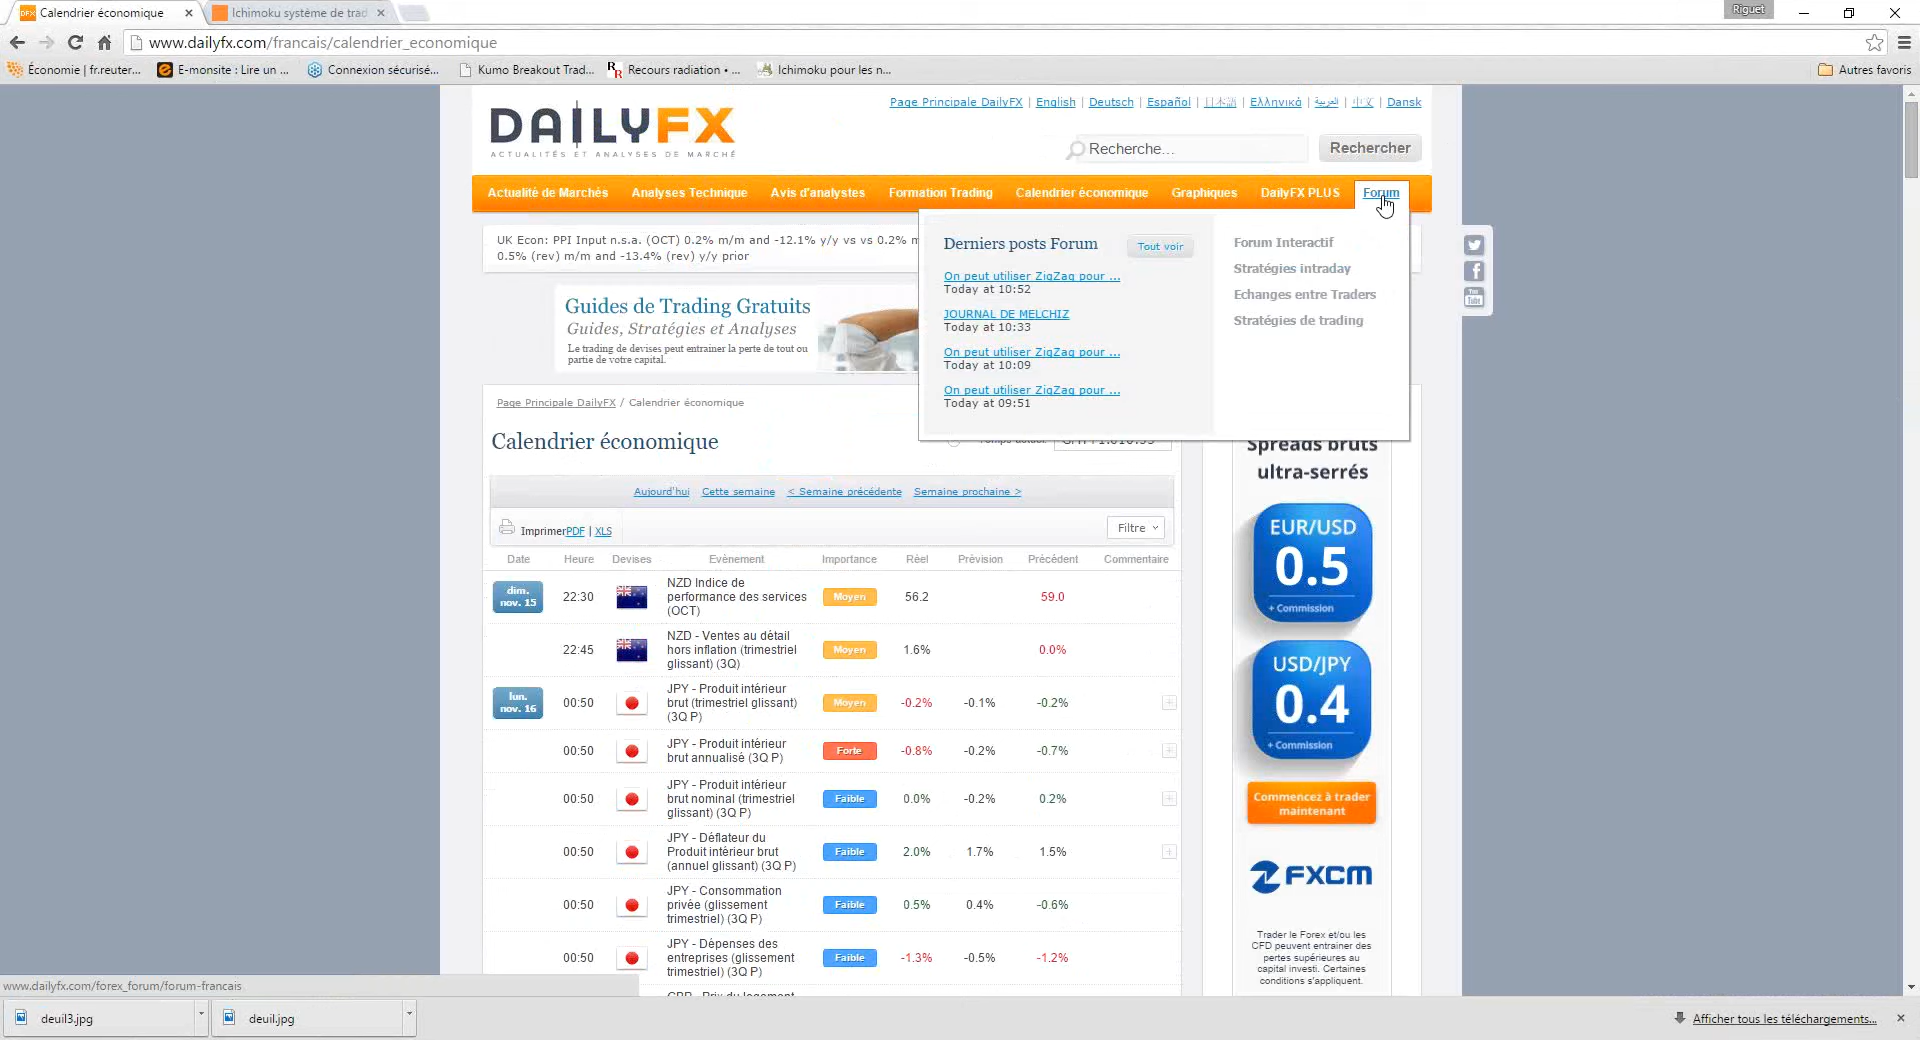 Calendrier économique
Ichimoku système de trad
Riguet
www.dailyfx.com/francais/calendrier_economique
Économie | fr.reuter...
E-monsite : Lire un ...
Connexion sécurisé...
Kumo Breakout Trad...
Recours radiation • ...
Ichimoku pour les n...
Autres favoris
DAILYFX
ACTUALITÉS ET ANALYSES DE MARCHÉ
Page Principale DailyFX | English | Deutsch | Español | 日本語 | Ελληνικά | العربية | 中文 | Dansk
Recherche...
Rechercher
Actualité de Marchés
Analyses Technique
Avis d'analystes
Formation Trading
Calendrier économique
Graphiques
DailyFX PLUS
Forum
UK Econ: PPI Input n.s.a. (OCT) 0.2% m/m and -12.1% y/y vs vs 0.2% m
0.5% (rev) m/m and -13.4% (rev) y/y prior
Derniers posts Forum
Tout voir
On peut utiliser ZigZag pour ...
Today at 10:52
JOURNAL DE MELCHIZ
Today at 10:33
On peut utiliser ZigZag pour ...
Today at 10:09
On peut utiliser ZigZag pour ...
Today at 09:51
Forum Interactif
Stratégies intraday
Echanges entre Traders
Stratégies de trading
Guides de Trading Gratuits
Guides, Stratégies et Analyses
Le trading de devises peut entrainer la perte de tout ou
partie de votre capital.
You
Tube
Page Principale DailyFX / Calendrier économique
Calendrier économique
Aujourd'hui
Cette semaine
< Semaine précédente
Semaine prochaine >
Imprimer PDF | XLS
Filtre
Date Heure Devises Evènement Importance Réel Prévision Précédent Commentaire
dim.
nov. 15
22:30
NZD Indice de
performance des services
(OCT)
Moyen
56.2
59.0
22:45
NZD - Ventes au détail
hors inflation (trimestriel
glissant) (3Q)
Moyen
1.6%
0.0%
lun.
nov. 16
00:50
JPY - Produit intérieur
brut (trimestriel glissant)
(3Q P)
Moyen
-0.2%
-0.1%
-0.2%
00:50
JPY - Produit intérieur
brut annualisé (3Q P)
Forte
-0.8%
-0.2%
-0.7%
00:50
JPY - Produit intérieur
brut nominal (trimestriel
glissant) (3Q P)
Faible
0.0%
-0.2%
0.2%
00:50
JPY - Déflateur du
Produit intérieur brut
(annuel glissant) (3Q P)
Faible
2.0%
1.7%
1.5%
00:50
JPY - Consommation
privée (glissement
trimestriel) (3Q P)
Faible
0.5%
0.4%
-0.6%
00:50
JPY - Dépenses des
entreprises (glissement
trimestriel) (3Q P)
Faible
-1.3%
-0.5%
-1.2%
Spreads bruts
ultra-serrés
EUR/USD
0.5
+ Commission
USD/JPY
0.4
+ Commission
Commencez à trader
maintenant
FXCM
Trader le Forex et/ou les
CFD peuvent entrainer des
pertes supérieures au
capital investi. Certaines
conditions s'appliquent.
www.dailyfx.com/forex_forum/forum-francais
deuil3.jpg
deuil.jpg
Afficher tous les téléchargements...